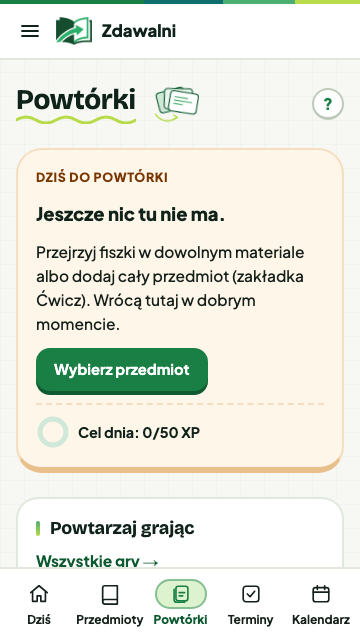 Zdawalni
Powtórki
?
DZIŚ DO POWTÓRKI
Jeszcze nic tu nie ma.
Przejrzyj fiszki w dowolnym materiale
albo dodaj cały przedmiot (zakładka
Ćwicz). Wrócą tutaj w dobrym
momencie.
Wybierz przedmiot
Cel dnia: 0/50 XP
Powtarzaj grając
Wszystkie gry →
Dziś Przedmioty Powtórki Terminy Kalendarz